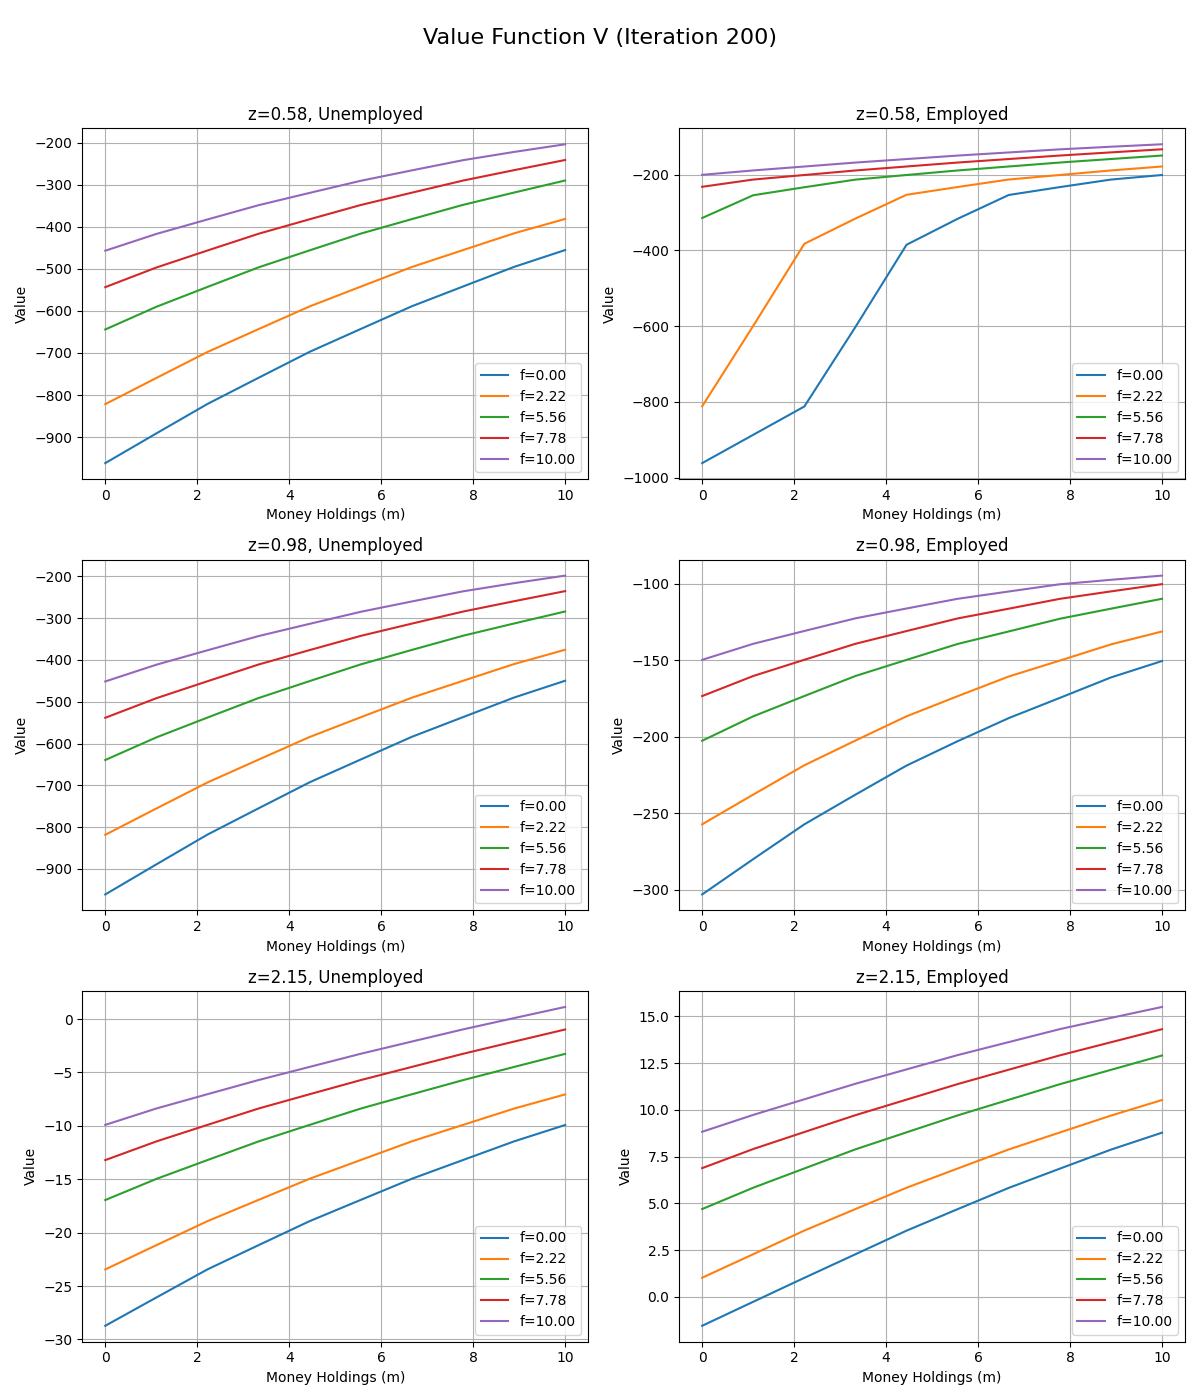 Value Function V (Iteration 200)
z=0.58, Unemployed
Value
−200
−300
−400
−500
−600
−700
−800
−900
f=0.00
f=2.22
f=5.56
f=7.78
f=10.00
0 2 4 6 8 10
Money Holdings (m)
z=0.58, Employed
Value
−200
−400
−600
−800
−1000
f=0.00
f=2.22
f=5.56
f=7.78
f=10.00
0 2 4 6 8 10
Money Holdings (m)
z=0.98, Unemployed
Value
−200
−300
−400
−500
−600
−700
−800
−900
f=0.00
f=2.22
f=5.56
f=7.78
f=10.00
0 2 4 6 8 10
Money Holdings (m)
z=0.98, Employed
Value
−100
−150
−200
−250
−300
f=0.00
f=2.22
f=5.56
f=7.78
f=10.00
0 2 4 6 8 10
Money Holdings (m)
z=2.15, Unemployed
Value
0
−5
−10
−15
−20
−25
−30
f=0.00
f=2.22
f=5.56
f=7.78
f=10.00
0 2 4 6 8 10
Money Holdings (m)
z=2.15, Employed
Value
15.0
12.5
10.0
7.5
5.0
2.5
0.0
f=0.00
f=2.22
f=5.56
f=7.78
f=10.00
0 2 4 6 8 10
Money Holdings (m)